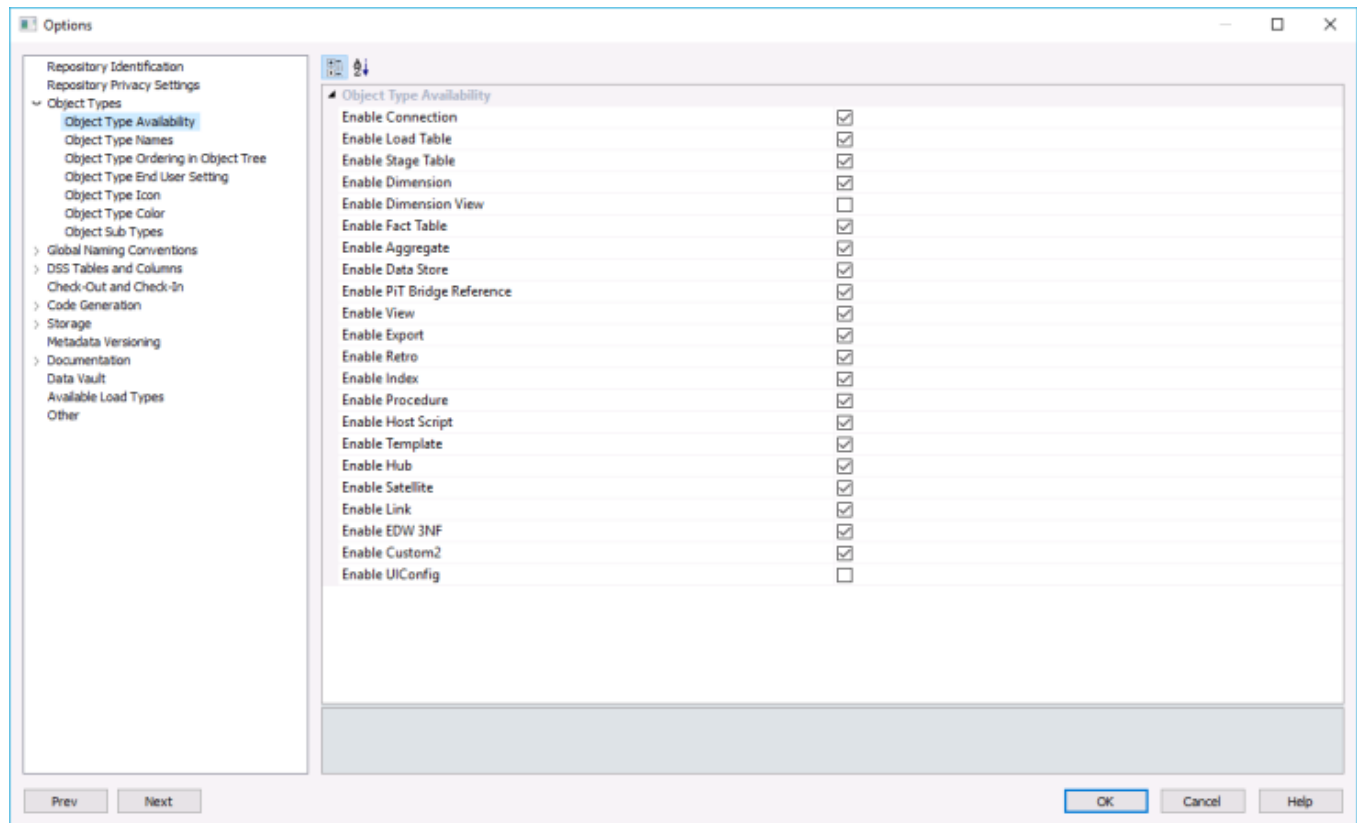 Options
Repository Identification
Repository Privacy Settings
Object Types
Object Type Availability
Object Type Names
Object Type Ordering in Object Tree
Object Type End User Setting
Object Type Icon
Object Type Color
Object Sub Types
Global Naming Conventions
DSS Tables and Columns
Check-Out and Check-In
Code Generation
Storage
Metadata Versioning
Documentation
Data Vault
Available Load Types
Other
Object Type Availability
Enable Connection
Enable Load Table
Enable Stage Table
Enable Dimension
Enable Dimension View
Enable Fact Table
Enable Aggregate
Enable Data Store
Enable PiT Bridge Reference
Enable View
Enable Export
Enable Retro
Enable Index
Enable Procedure
Enable Host Script
Enable Template
Enable Hub
Enable Satellite
Enable Link
Enable EDW 3NF
Enable Custom2
Enable UIConfig
Prev Next OK Cancel Help